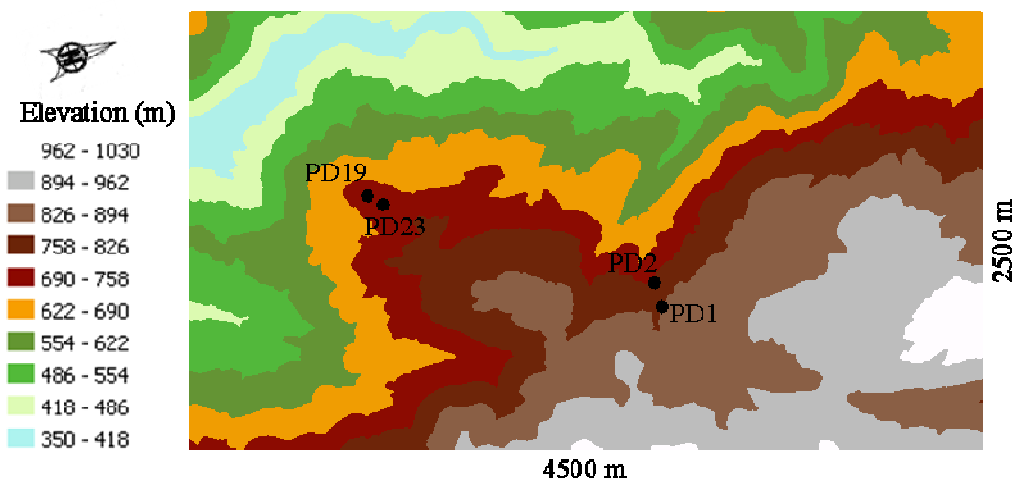 Elevation (m)
962 - 1030
894 - 962
826 - 894
758 - 826
690 - 758
622 - 690
554 - 622
486 - 554
418 - 486
350 - 418
PD19
PD23
PD2
PD1
2500 m
4500 m